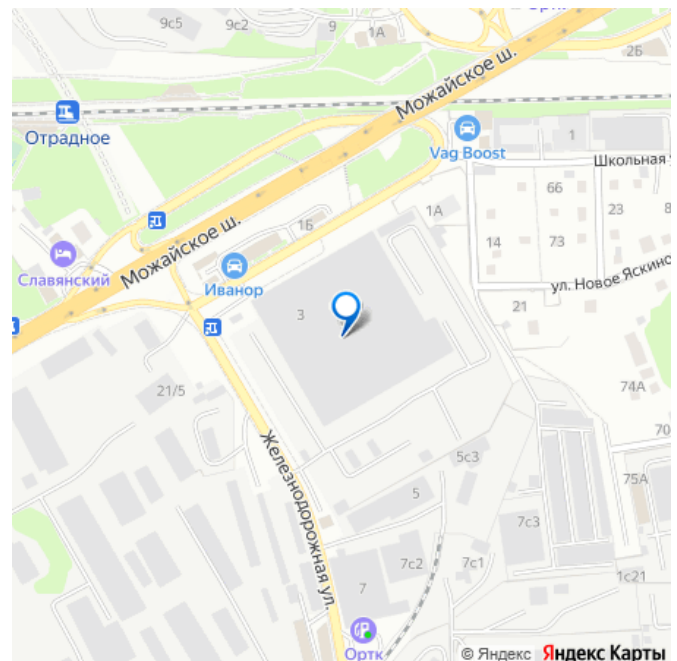 9с5
9с2
9
1А
Ортк
2Б
Можайское ш.
Отрадное
Vag Boost
1
Школьная
66
23
8
1А
14
73
1Б
Можайское ш.
Славянский
Иванор
ул. Новое Яскино
21
3
21/5
74А
70
Железнодорожная ул.
5с3
75А
5
7с3
7с2
7с1
7
1с21
Ортк
© Яндекс Яндекс Карты